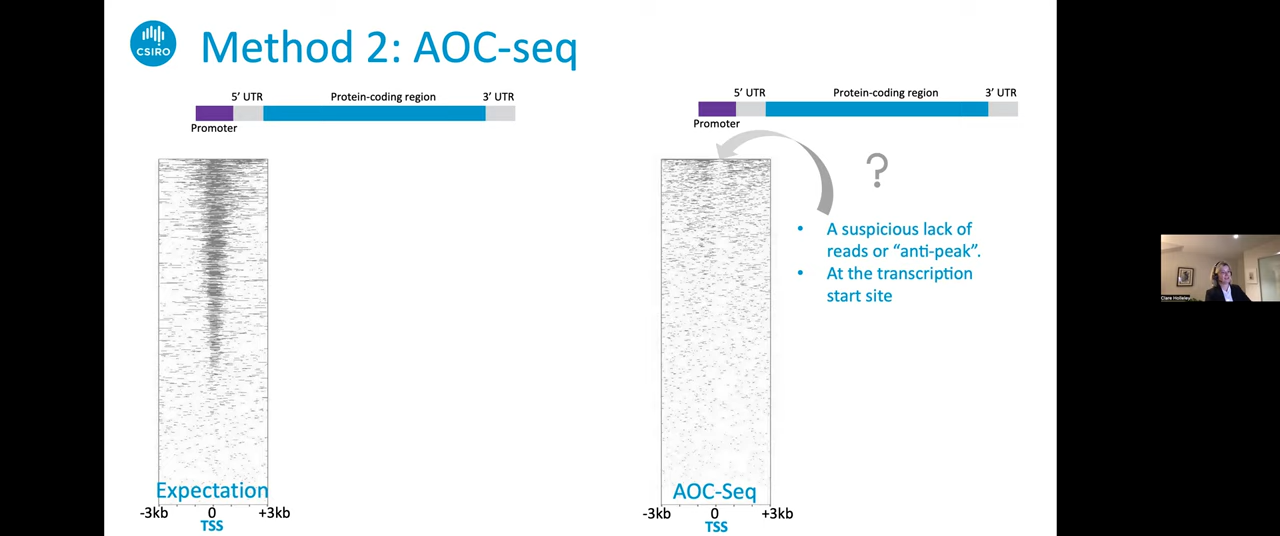 CSIRO
Method 2: AOC-seq
5' UTR
Protein-coding region
3' UTR
Promoter
Expectation
-3kb
0
+3kb
TSS
5' UTR
Protein-coding region
3' UTR
Promoter
?
• A suspicious lack of
reads or “anti-peak”.
• At the transcription
start site
AOC-Seq
-3kb
0
+3kb
TSS
Clare Holleley